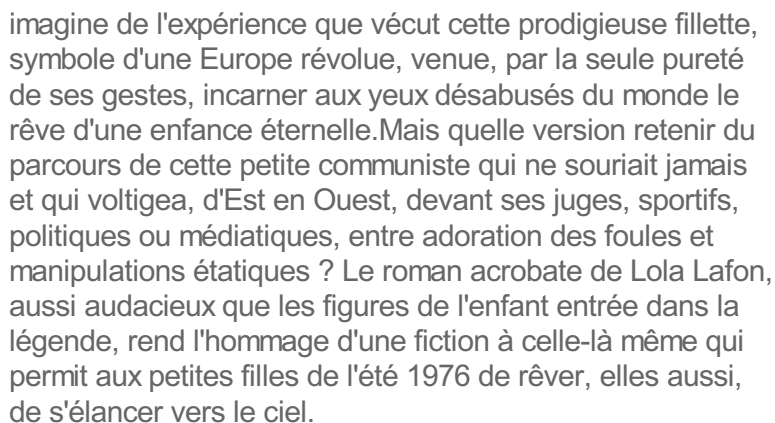 imagine de l'expérience que vécut cette prodigieuse fillette,
symbole d'une Europe révolue, venue, par la seule pureté
de ses gestes, incarner aux yeux désabusés du monde le
rêve d'une enfance éternelle.Mais quelle version retenir du
parcours de cette petite communiste qui ne souriait jamais
et qui voltigea, d'Est en Ouest, devant ses juges, sportifs,
politiques ou médiatiques, entre adoration des foules et
manipulations étatiques ? Le roman acrobate de Lola Lafon,
aussi audacieux que les figures de l'enfant entrée dans la
légende, rend l'hommage d'une fiction à celle-là même qui
permit aux petites filles de l'été 1976 de rêver, elles aussi,
de s'élancer vers le ciel.